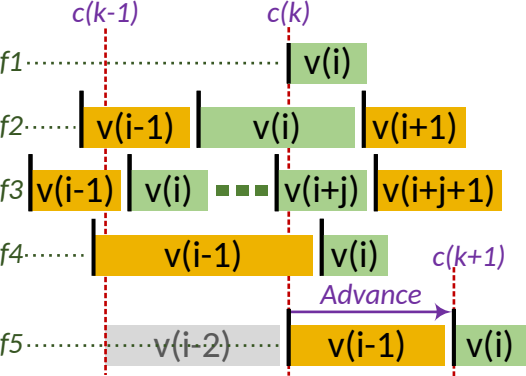 c(k-1) c(k)
f1 v(i)
f2 v(i-1) v(i) v(i+1)
f3 v(i-1) v(i) v(i+j) v(i+j+1)
f4 v(i-1) v(i) c(k+1)
Advance
f5 v(i-2) v(i-1) v(i)